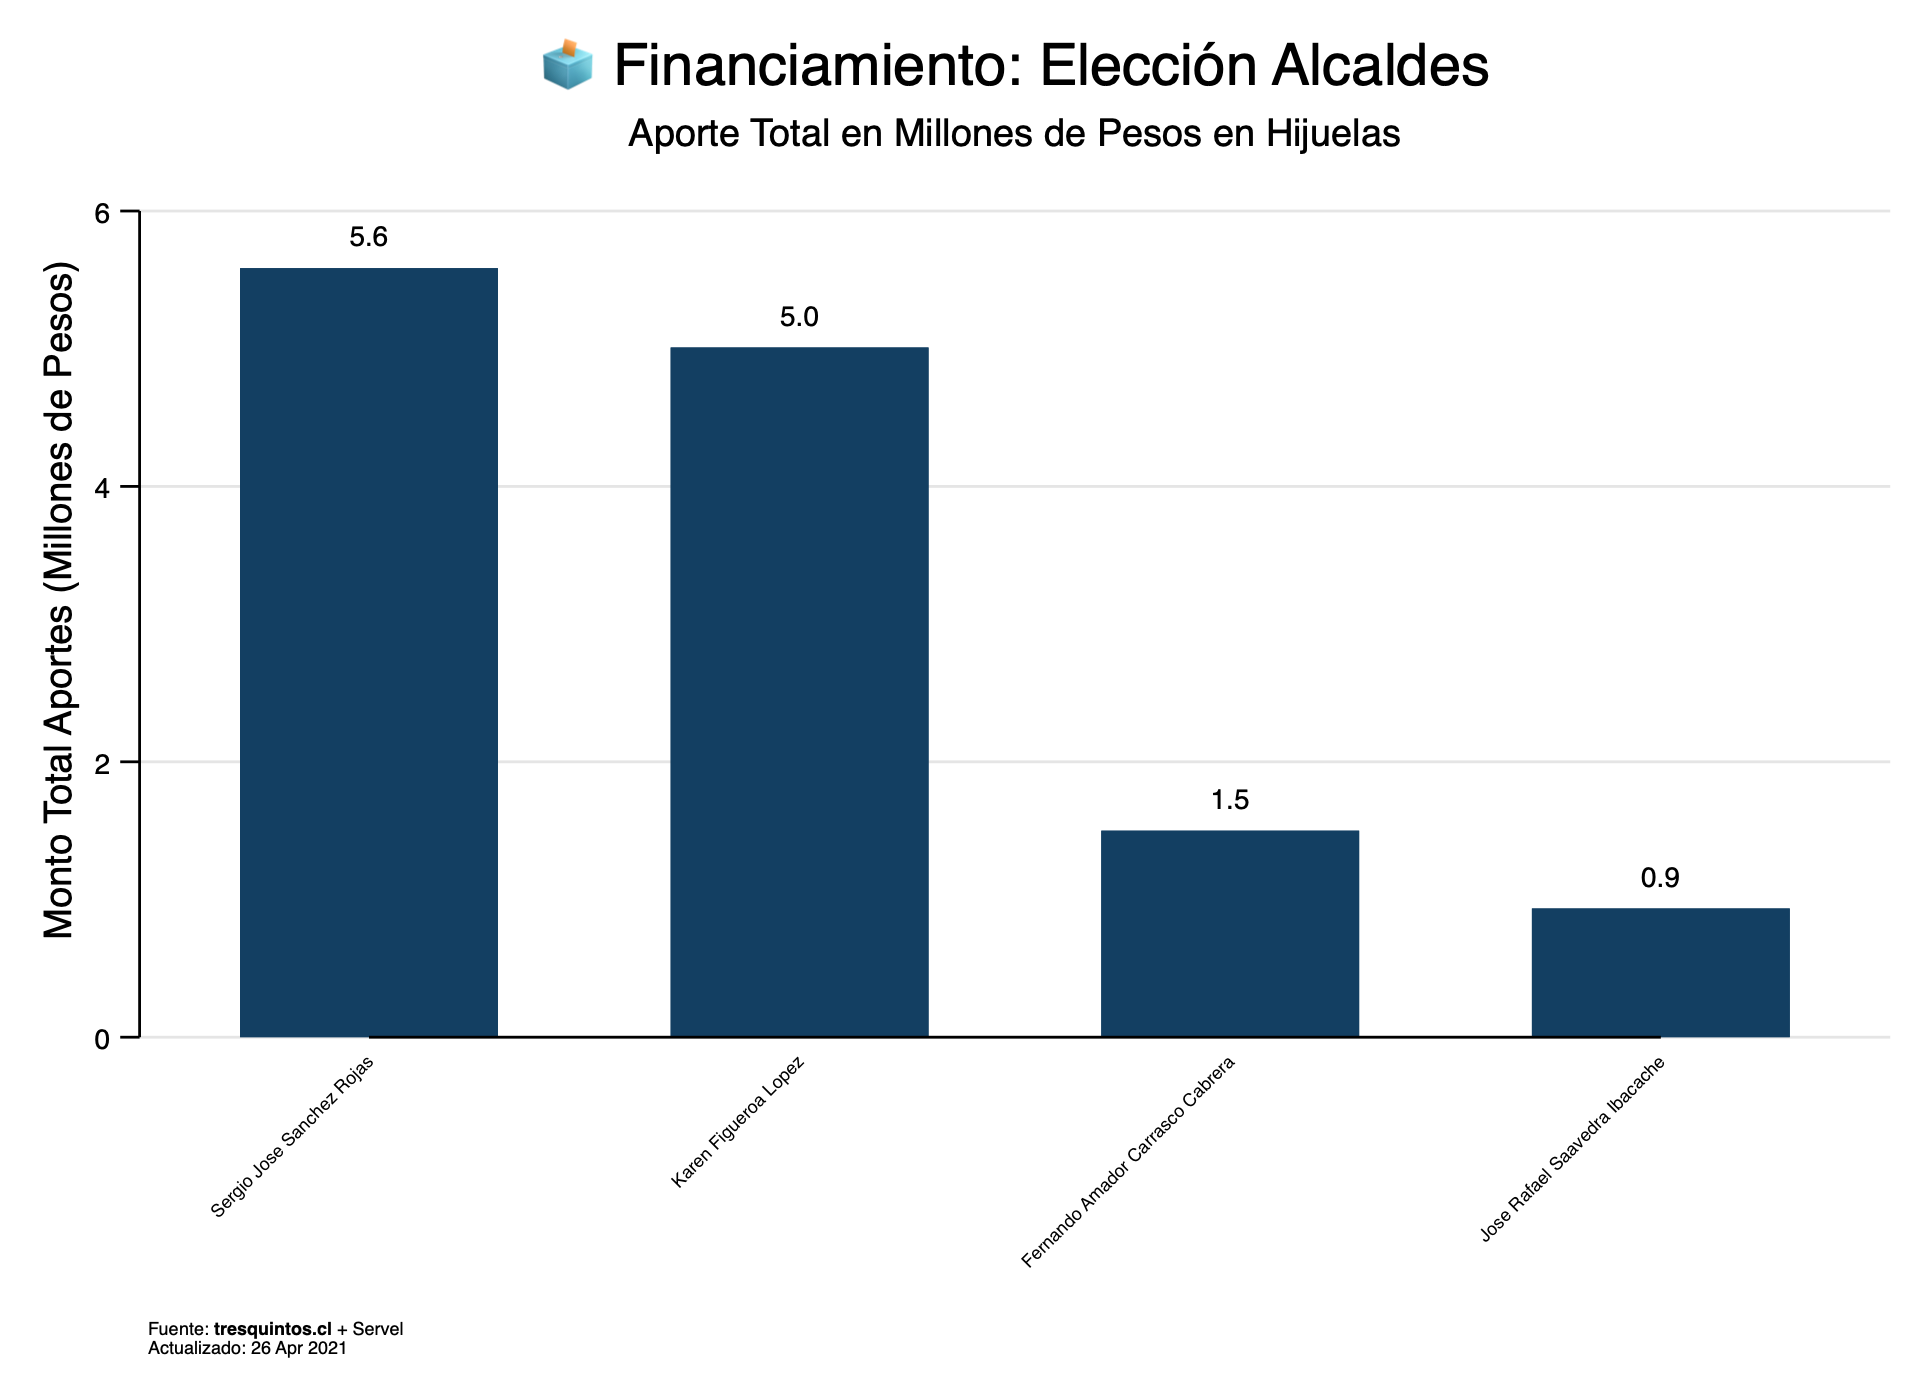 Financiamiento: Elección Alcaldes
Aporte Total en Millones de Pesos en Hijuelas
Monto Total Aportes (Millones de Pesos)
6
4
2
0
5.6
5.0
1.5
0.9
Sergio Jose Sanchez Rojas
Karen Figueroa Lopez
Fernando Amador Carrasco Cabrera
Jose Rafael Saavedra Ibacache
Fuente: tresquintos.cl + Servel
Actualizado: 26 Apr 2021